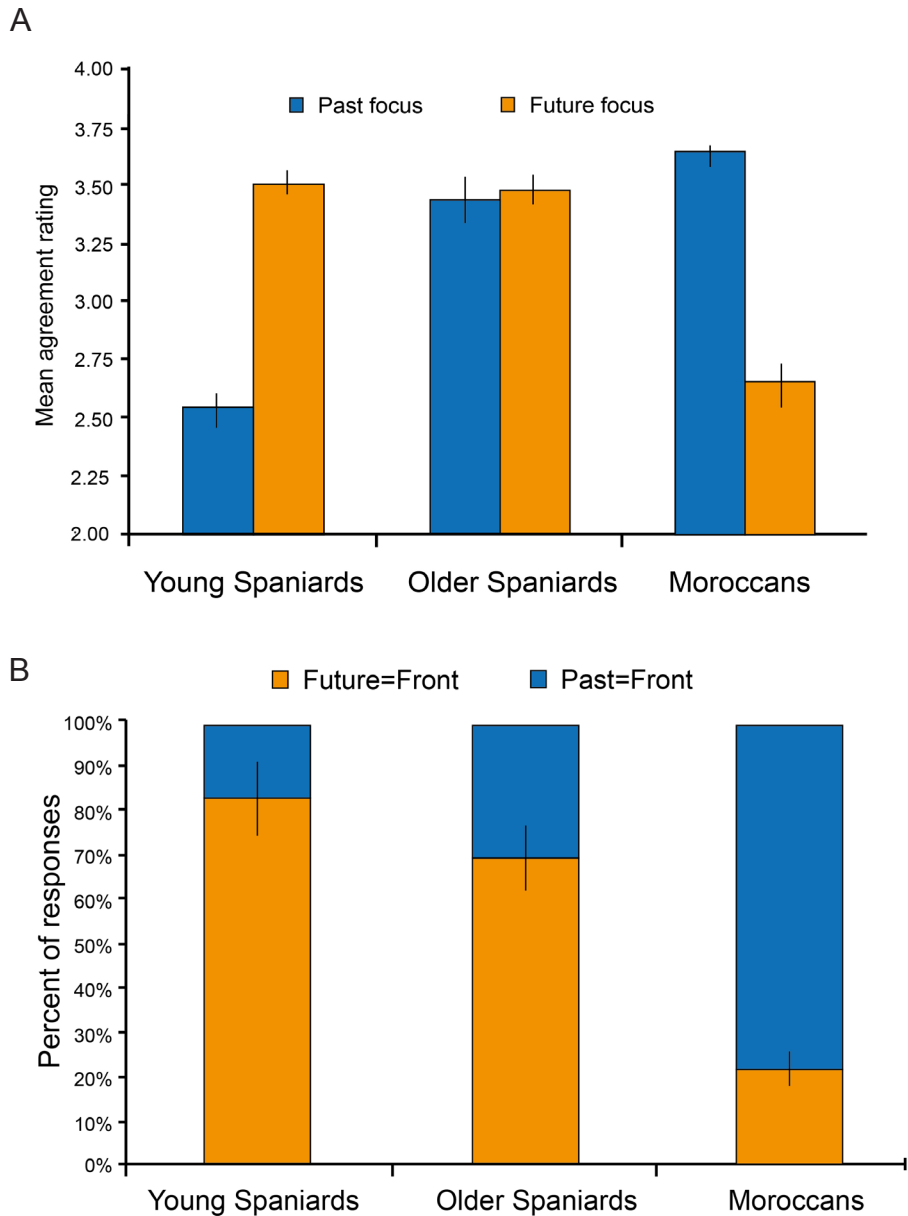 A
4.00
Past focus Future focus
3.75
3.50
3.25
3.00
2.75
2.50
2.25
2.00
Mean agreement rating
Young Spaniards Older Spaniards Moroccans
B
Future=Front Past=Front
100%
90%
80%
70%
60%
50%
40%
30%
20%
10%
0%
Percent of responses
Young Spaniards Older Spaniards Moroccans